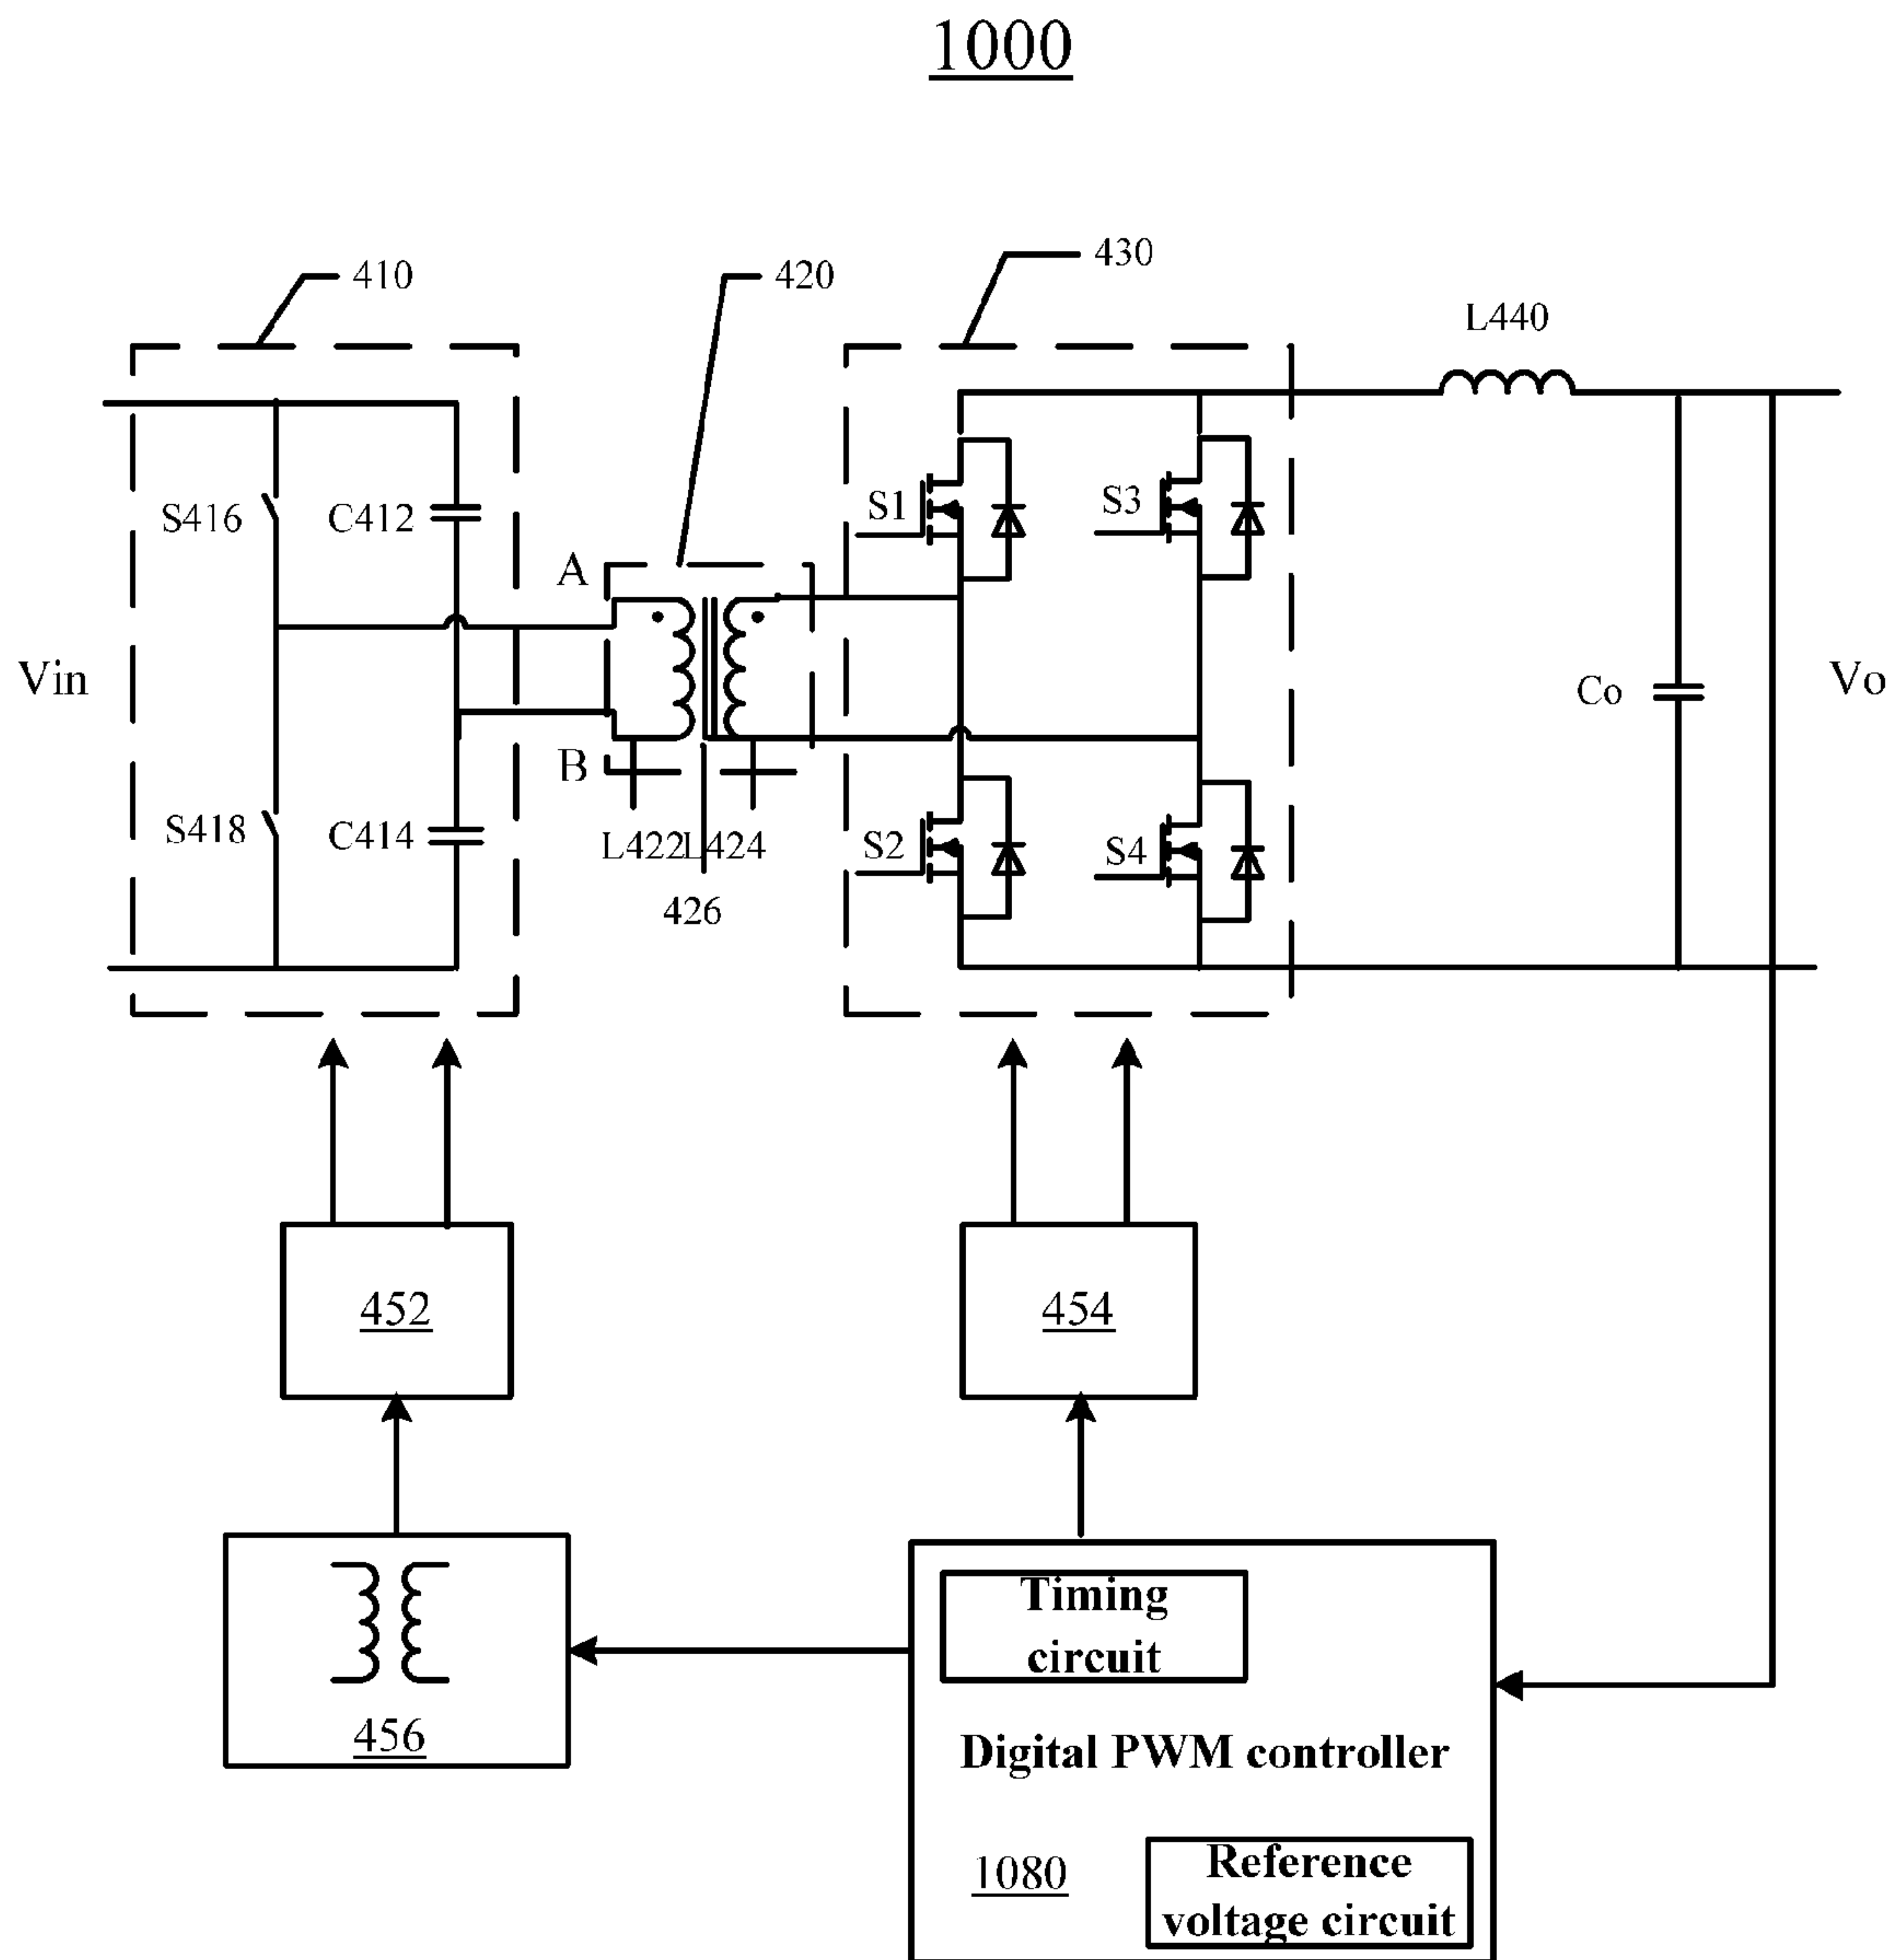 1000
410
420
430
L440
S416
C412
S1
S3
A
Vin
Co
Vo
B
S418
C414
L422
L424
S2
S4
426
452
454
Timing
circuit
456
Digital PWM controller
1080
Reference
voltage circuit